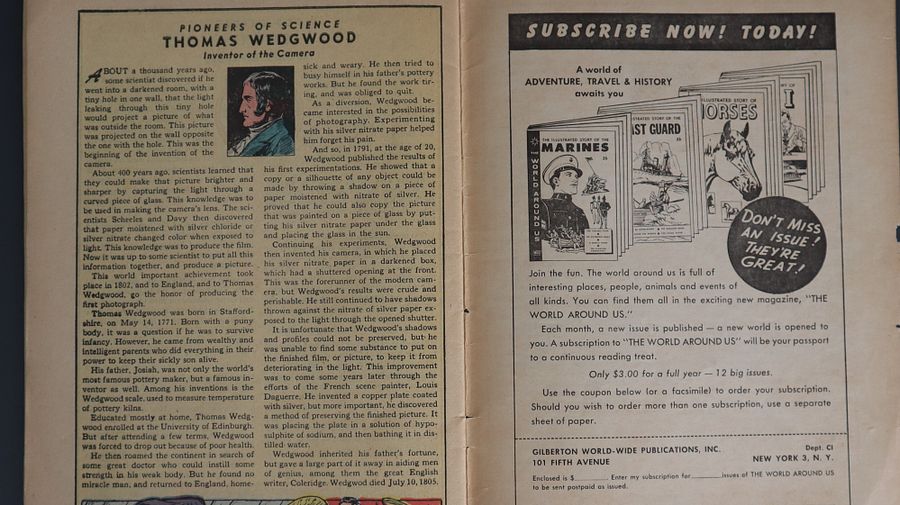 PIONEERS OF SCIENCE
THOMAS WEDGWOOD
Inventor of the Camera
ABOUT a thousand years ago,
some scientist discovered if he
went into a darkened room, with a
tiny hole in one wall, that the light
leaking through this tiny hole
would project a picture of what
was outside the room. This picture
was projected on the wall opposite
the one with the hole. This was the
beginning of the invention of the
camera.
About 400 years ago, scientists learned that
they could make that picture brighter and
sharper by capturing the light through a
curved piece of glass. This knowledge was to
be used in making the camera's lens. The sci-
entists Scheeles and Davy then discovered
that paper moistened with silver chloride or
silver nitrate changed color when exposed to
light. This knowledge was to produce the film.
Now it was up to some scientist to put all this
information together, and produce a picture.
This world important achievement took
place in 1802, and to England, and to Thomas
Wedgwood, go the honor of producing the
first photograph.
Thomas Wedgwood was born in Stafford-
shire, on May 14, 1771. Born with a puny
body, it was a question if he was to survive
infancy. However, he came from wealthy and
intelligent parents who did everything in their
power to keep their sickly son alive.
His father, Josiah, was not only the world's
most famous pottery maker, but a famous in-
ventor as well. Among his inventions is the
Wedgwood scale, used to measure temperature
of pottery kilns.
Educated mostly at home, Thomas Wedg-
wood enrolled at the University of Edinburgh.
But after attending a few terms, Wedgwood
was forced to drop out because of poor health.
He then roamed the continent in search of
some great doctor who could instill some
strength in his weak body. But he found no
miracle man, and returned to England, home-
sick and weary. He then tried to
busy himself in his father's pottery
works. But he found the work tir-
ing, and was obliged to quit.
As a diversion, Wedgwood be-
came interested in the possibilities
of photography. Experimenting
with his silver nitrate paper helped
him forget his pain.
And so, in 1791, at the age of 20,
Wedgwood published the results of
his first experimentations. He showed that a
copy or a silhouette of any object could be
made by throwing a shadow on a piece of
paper moistened with nitrate of silver. He
proved that he could also copy the picture
that was painted on a piece of glass by put-
ting his silver nitrate paper under the glass
and placing the glass in the sun.
Continuing his experiments, Wedgwood
then invented his camera, in which he placed
his silver nitrate paper in a darkened box,
which had a shuttered opening at the front.
This was the forerunner of the modern cam-
era, but Wedgwood's results were crude and
perishable. He still continued to have shadows
thrown against the nitrate of silver paper ex-
posed to the light through the opened shutter.
It is unfortunate that Wedgwood's shadows
and profiles could not be preserved, but he
was unable to find some substance to put on
the finished film, or picture, to keep it from
deteriorating in the light. This improvement
was to come some years later through the
efforts of the French scene painter, Louis
Daguerre. He invented a copper plate coated
with silver, but more important, he discovered
a method of preserving the finished picture. It
was placing the plate in a solution of hypo-
sulphite of sodium, and then bathing it in dis-
tilled water.
Wedgwood inherited his father's fortune,
but gave a large part of it away in aiding men
of genius, among them the great English
writer, Coleridge. Wedgwood died July 10, 1805.
SUBSCRIBE NOW! TODAY!
A world of
ADVENTURE, TRAVEL & HISTORY
awaits you
THE ILLUSTRATED STORY OF
MARINES
THE WORLD AROUND US
STRATED STORY OF THE
AST GUARD
ILLUSTRATED STORY OF
HORSES
DON'T MISS
AN ISSUE!
THEY'RE
GREAT!
Join the fun. The world around us is full of
interesting places, people, animals and events of
all kinds. You can find them all in the exciting new magazine, "THE
WORLD AROUND US."
Each month, a new issue is published — a new world is opened to
you. A subscription to "THE WORLD AROUND US" will be your passport
to a continuous reading treat.
Only $3.00 for a full year — 12 big issues.
Use the coupon below (or a facsimile) to order your subscription.
Should you wish to order more than one subscription, use a separate
sheet of paper.
GILBERTON WORLD-WIDE PUBLICATIONS, INC. Dept. CI
101 FIFTH AVENUE NEW YORK 3, N. Y.
Enclosed is $ Enter my subscription for issues of THE WORLD AROUND US
to be sent postpaid as issued.